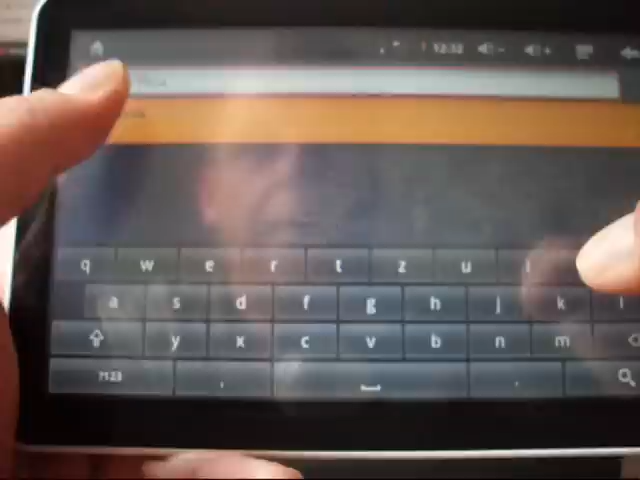 12:32
q w e r t z u i
a s d f g h j k l
y x c v b n m
?123 , .